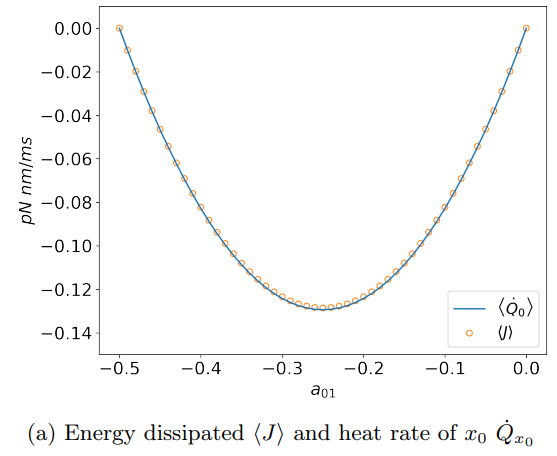 0.00
−0.02
−0.04
−0.06
−0.08
−0.10
−0.12
−0.14
pN nm/ms
⟨Q̇₀⟩
⟨J⟩
−0.5 −0.4 −0.3 −0.2 −0.1 0.0
a₀₁
(a) Energy dissipated ⟨J⟩ and heat rate of x₀ Q̇ₓ₀